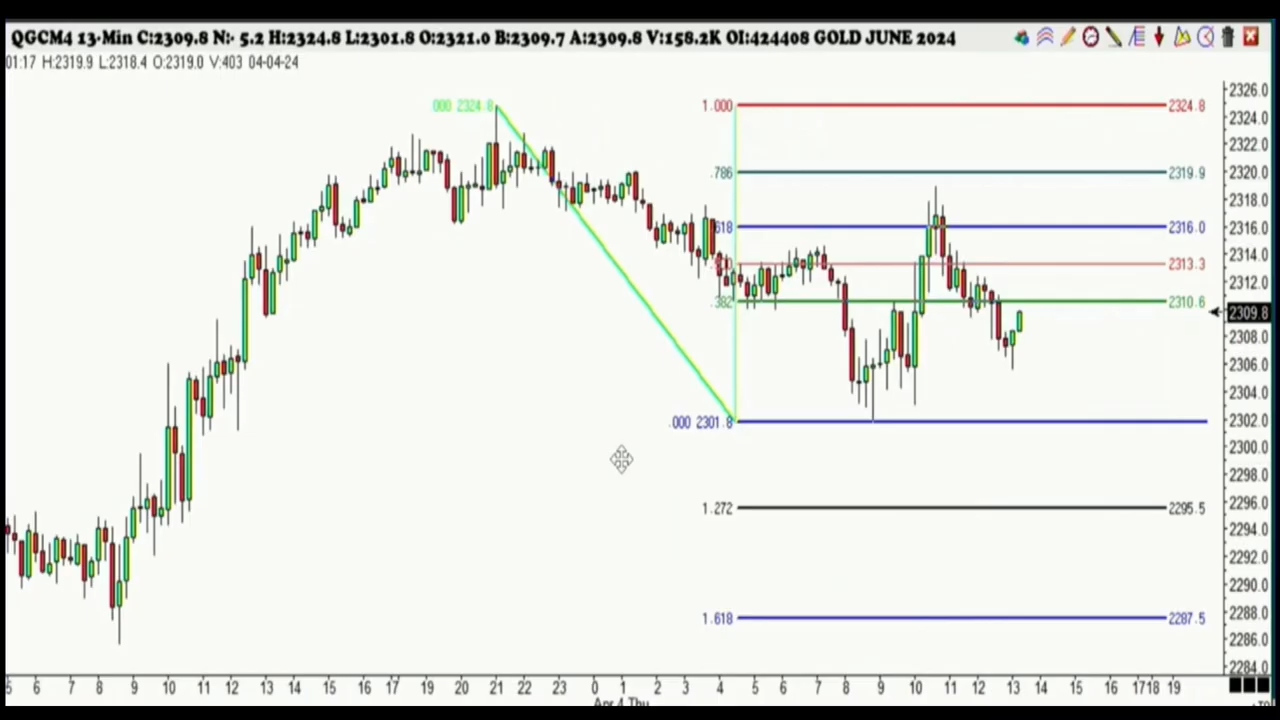 QGCM4 13-Min C:2309.8 N:- 5.2 H:2324.8 L:2301.8 O:2321.0 B:2309.7 A:2309.8 V:158.2K OI:424408 GOLD JUNE 2024
01:17 H:2319.9 L:2318.4 O:2319.0 V:403 04-04-24
2326.0
000 2324.8 1.000 2324.8
2324.0
2322.0
.786 2319.9 2320.0
2318.0
618 2316.0 2316.0
2314.0
2313.3
2312.0
.382 2310.6
2309.8
2308.0
2306.0
2304.0
.000 2301.8 2302.0
2300.0
2298.0
2296.0
1.272 2295.5
2294.0
2292.0
2290.0
2288.0
1.618 2287.5
2286.0
2284.0
5 6 7 8 9 10 11 12 13 14 15 16 17 19 20 21 22 23 0 1 2 3 4 5 6 7 8 9 10 11 12 13 14 15 16 17 18 19
Apr 4 Thu